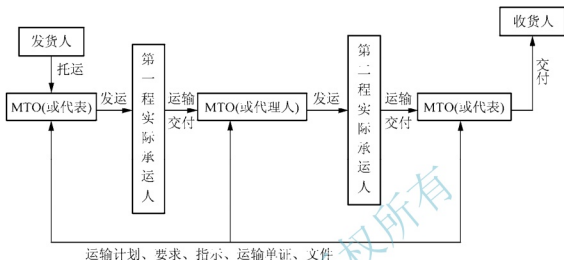 发货人
收货人
托运
交付
MTO(或代表)
发运
第一程实际承运人
运输
交付
MTO(或代理人)
发运
第二程实际承运人
运输
交付
MTO(或代表)
运输计划、要求、指示、运输单证、文件
权所有